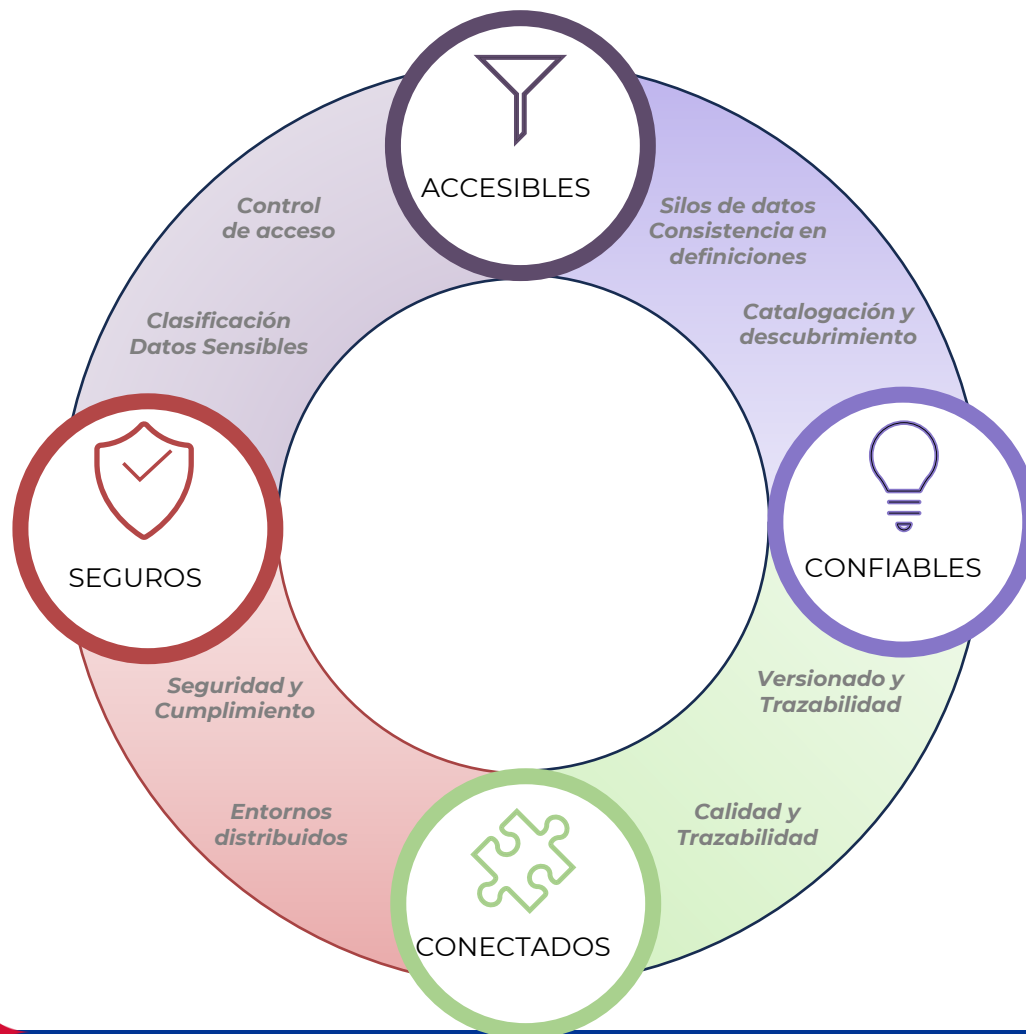 ACCESIBLES
Control
de acceso
Silos de datos
Consistencia en
definiciones
Clasificación
Datos Sensibles
Catalogación y
descubrimiento
SEGUROS
CONFIABLES
Seguridad y
Cumplimiento
Versionado y
Trazabilidad
Entornos
distribuidos
Calidad y
Trazabilidad
CONECTADOS